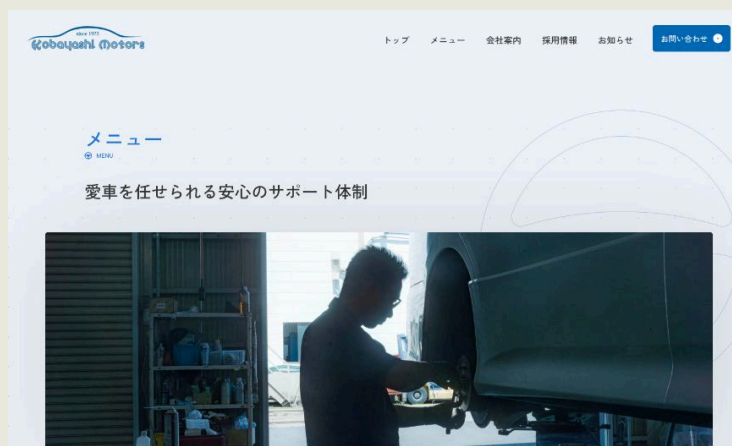 since 1973
Kobayashi Motors
トップ
メニュー
会社案内
採用情報
お知らせ
お問い合わせ
メニュー
MENU
愛車を任せられる安心のサポート体制